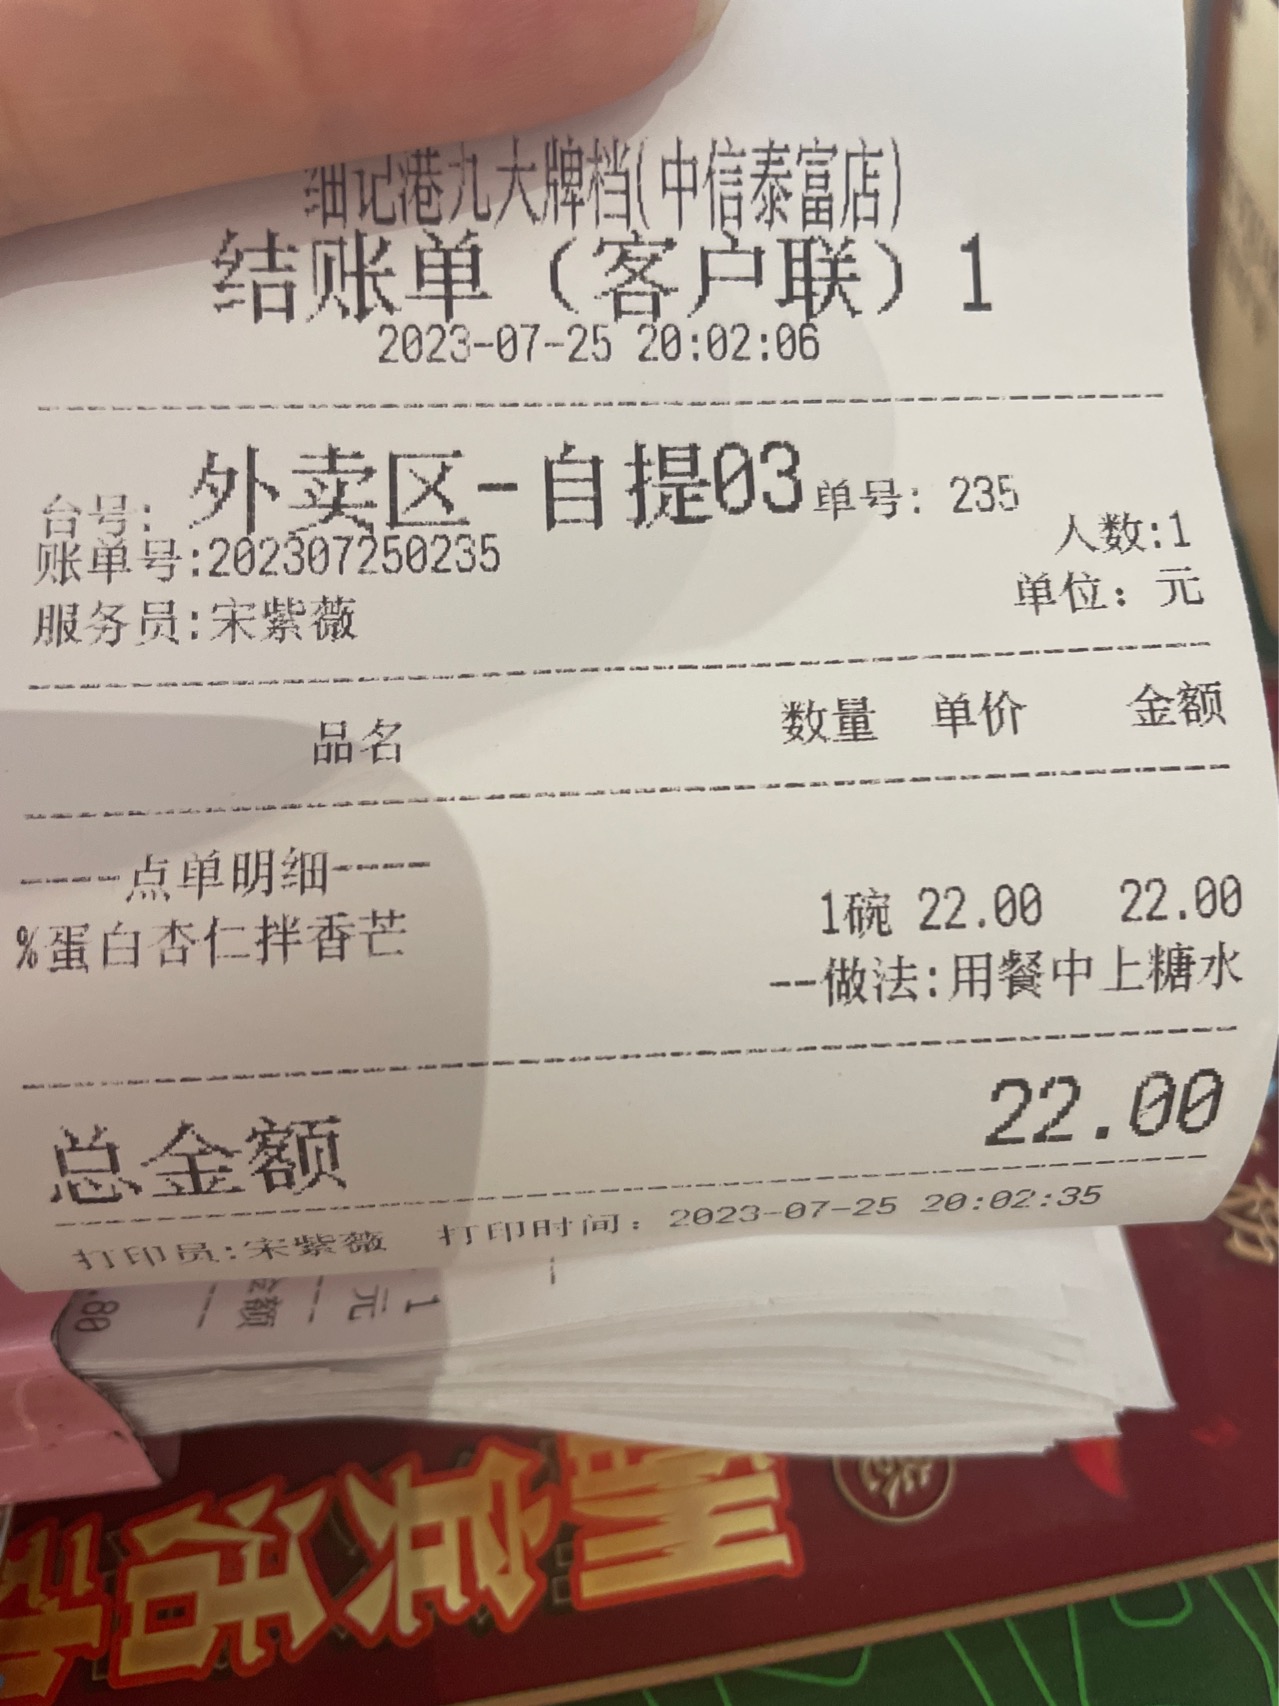 细记港九大牌档(中信泰富店)
结账单（客户联）1
2023-07-25 20:02:06
台号: 外卖区-自提03 单号: 235
人数:1
账单号:202307250235
单位: 元
服务员:宋紫薇
品名 数量 单价 金额
----点单明细----
%蛋白杏仁拌香芒 1碗 22.00 22.00
--做法:用餐中上糖水
总金额 22.00
打印员:宋紫薇 打印时间: 2023-07-25 20:02:35
1
元
金额
.80